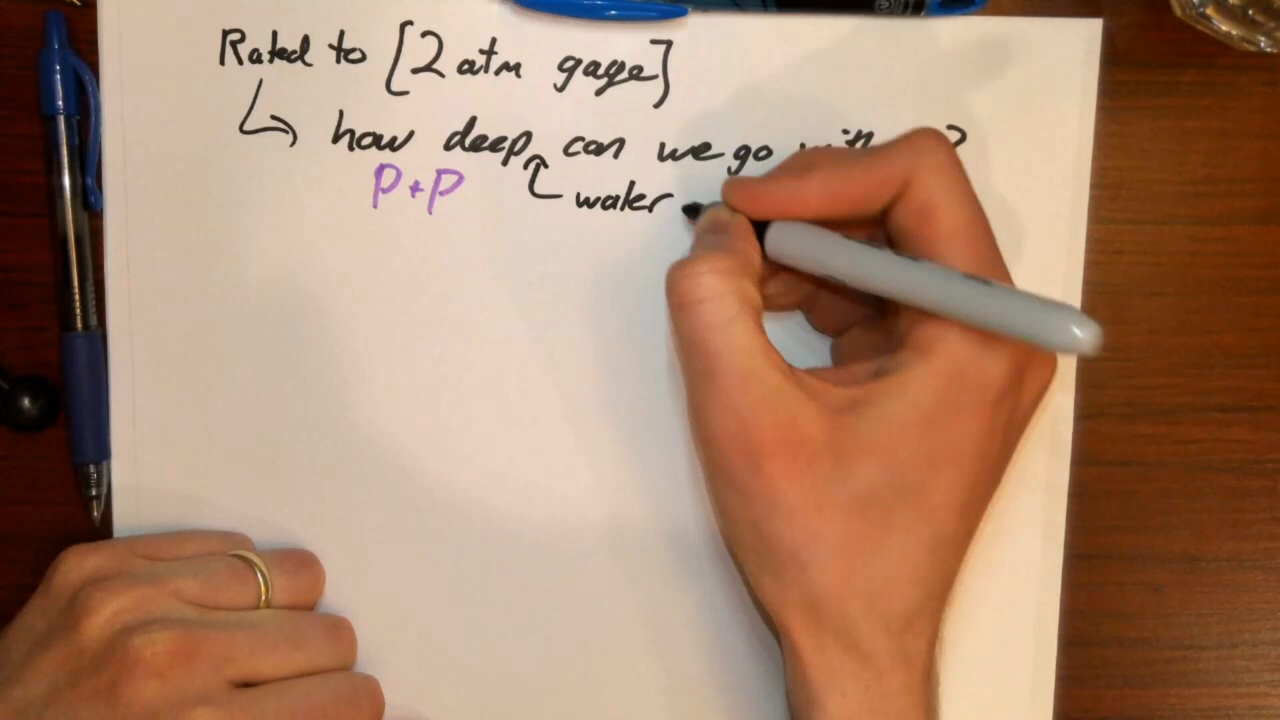 Rated to [2 atm gage]
↳ how deep can we go ?
P+P water